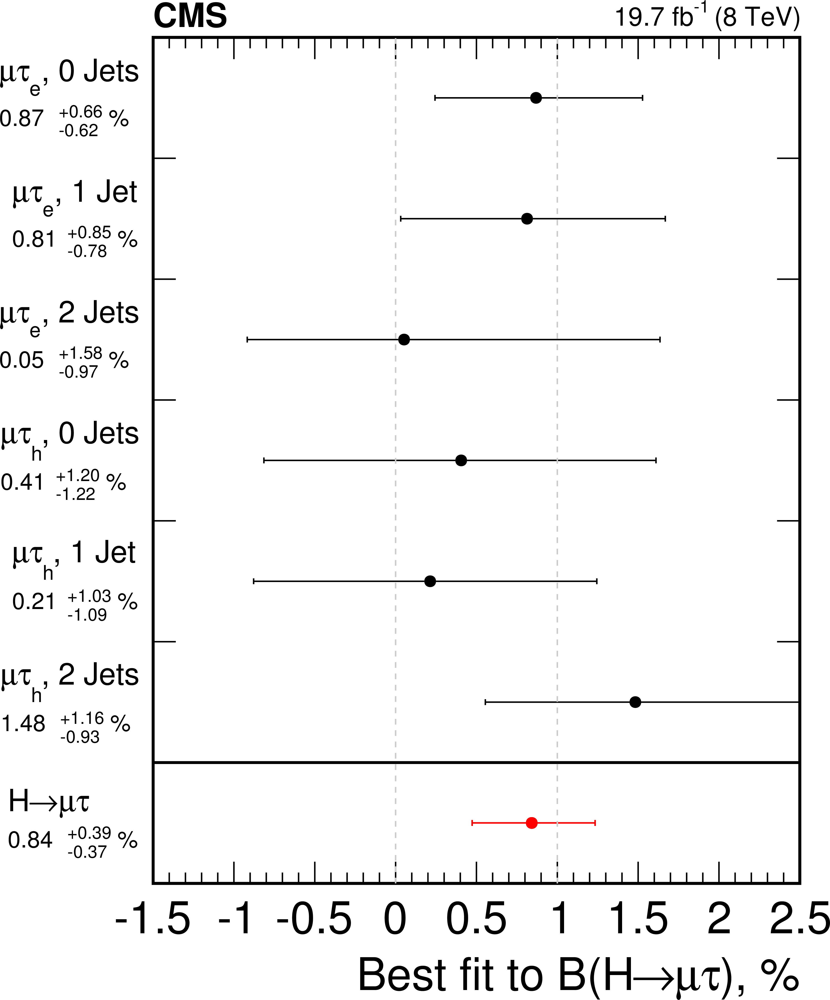 CMS 19.7 fb⁻¹ (8 TeV)
μτₑ, 0 Jets
0.87 +0.66 %
-0.62
μτₑ, 1 Jet
0.81 +0.85 %
-0.78
μτₑ, 2 Jets
0.05 +1.58 %
-0.97
μτₕ, 0 Jets
0.41 +1.20 %
-1.22
μτₕ, 1 Jet
0.21 +1.03 %
-1.09
μτₕ, 2 Jets
1.48 +1.16 %
-0.93
H→μτ
0.84 +0.39 %
-0.37
-1.5 -1 -0.5 0 0.5 1 1.5 2 2.5
Best fit to B(H→μτ), %